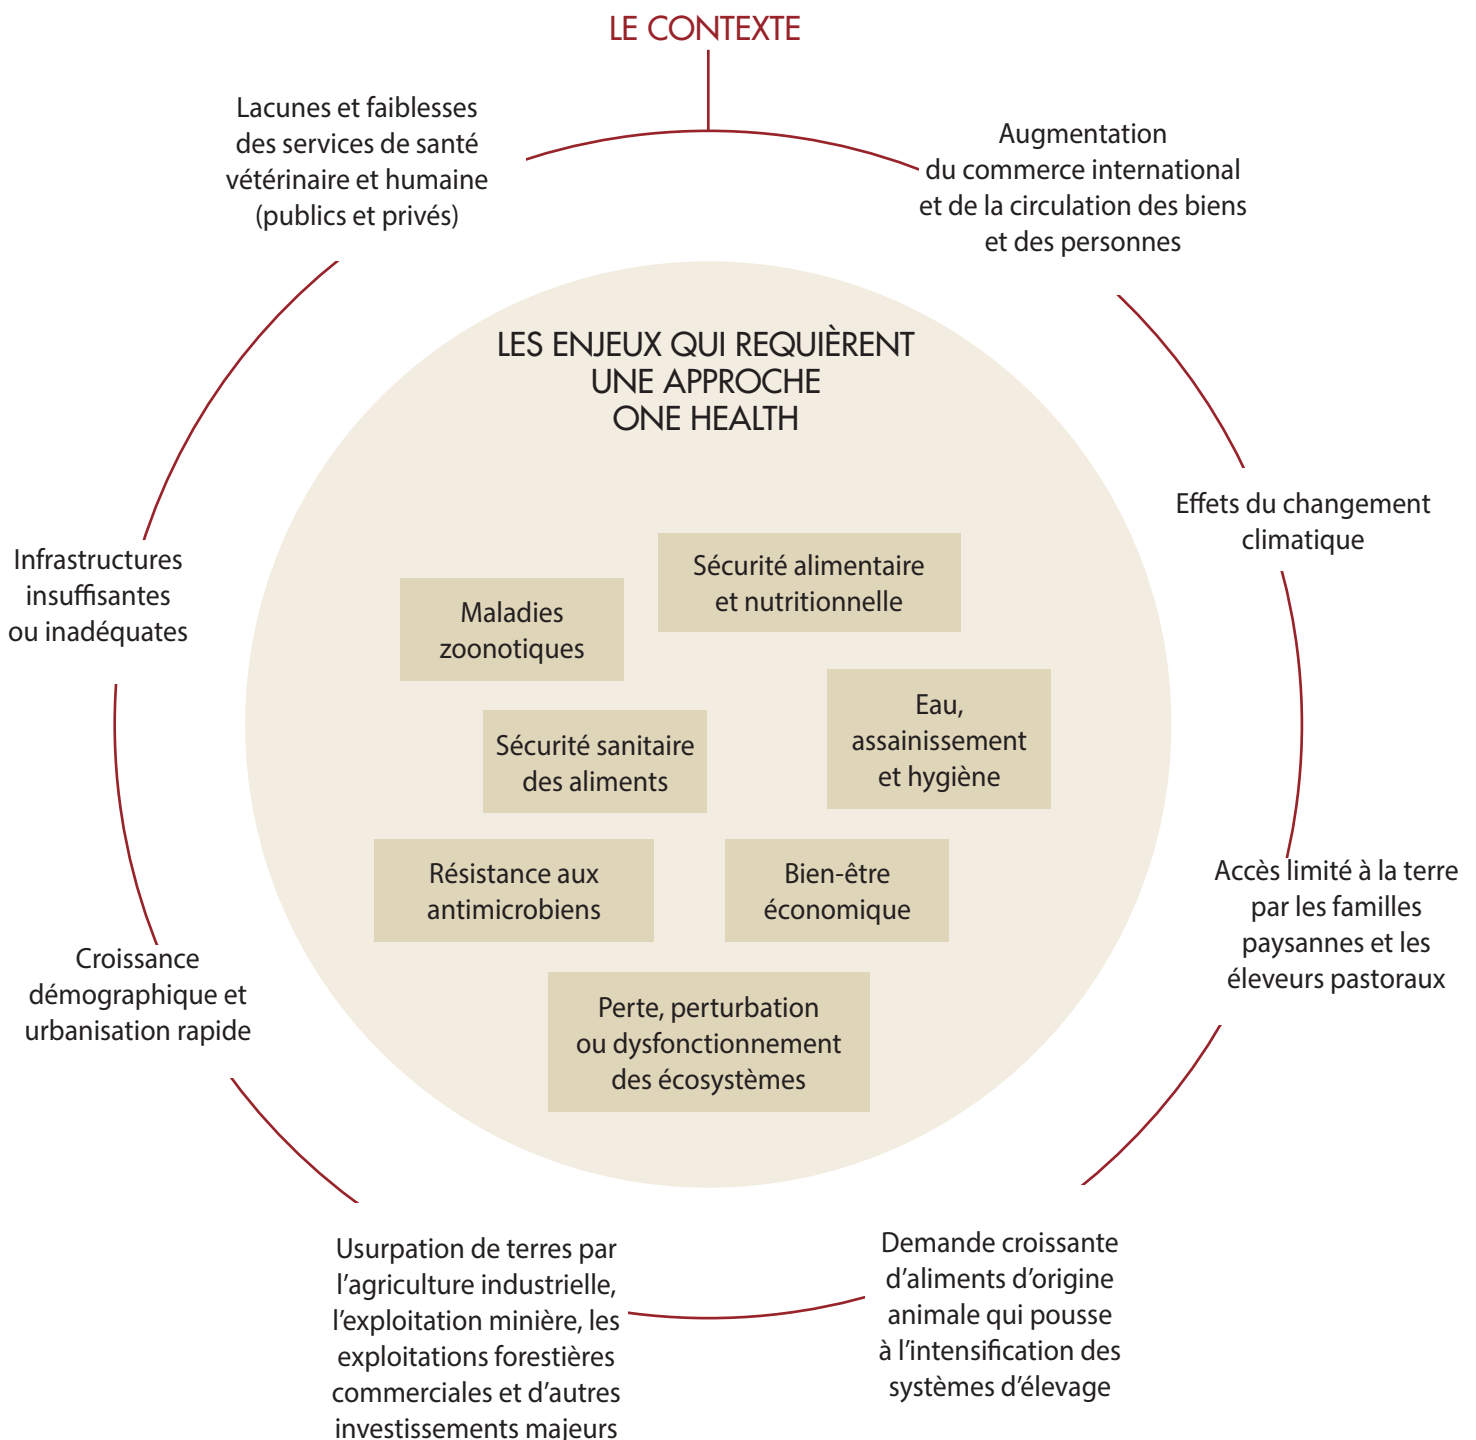 LE CONTEXTE
Lacunes et faiblesses
des services de santé
vétérinaire et humaine
(publics et privés)
Augmentation
du commerce international
et de la circulation des biens
et des personnes
LES ENJEUX QUI REQUIÈRENT
UNE APPROCHE
ONE HEALTH
Effets du changement
climatique
Infrastructures
insuffisantes
ou inadéquates
Sécurité alimentaire
et nutritionnelle
Maladies
zoonotiques
Eau,
assainissement
et hygiène
Sécurité sanitaire
des aliments
Résistance aux
antimicrobiens
Bien-être
économique
Accès limité à la terre
par les familles
paysannes et les
éleveurs pastoraux
Croissance
démographique et
urbanisation rapide
Perte, perturbation
ou dysfonctionnement
des écosystèmes
Usurpation de terres par
l’agriculture industrielle,
l’exploitation minière, les
exploitations forestières
commerciales et d’autres
investissements majeurs
Demande croissante
d’aliments d’origine
animale qui pousse
à l’intensification des
systèmes d’élevage